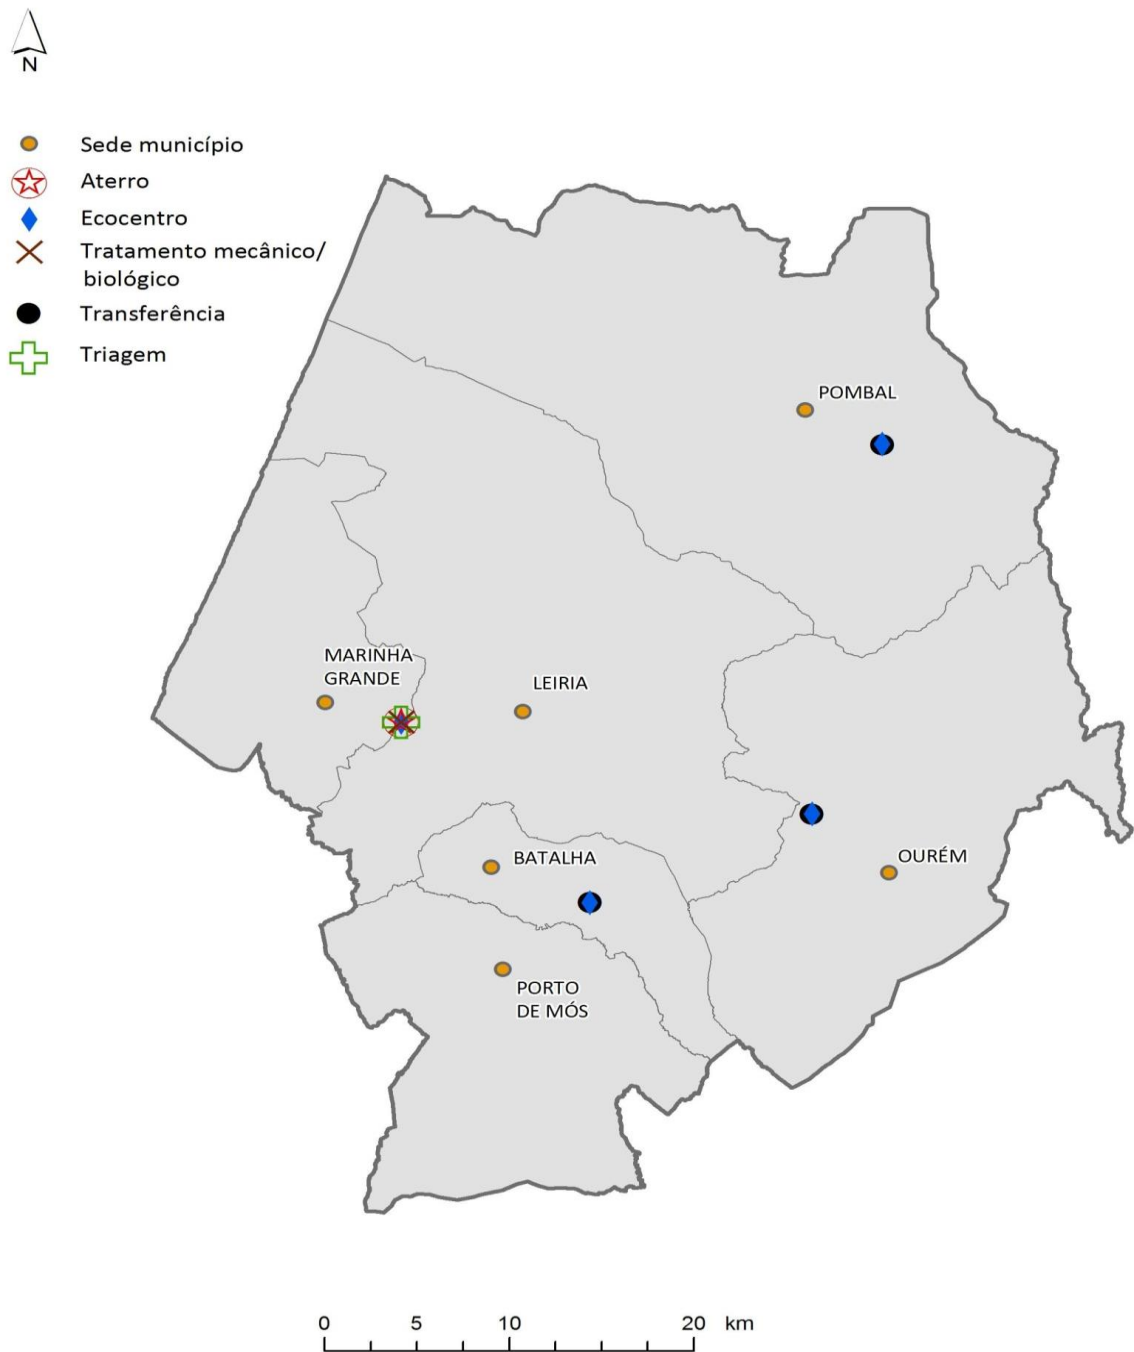 N
Sede município
Aterro
Ecocentro
Tratamento mecânico/
biológico
Transferência
Triagem
POMBAL
MARINHA
GRANDE
LEIRIA
BATALHA
OURÉM
PORTO
DE MÓS
0 5 10 20 km